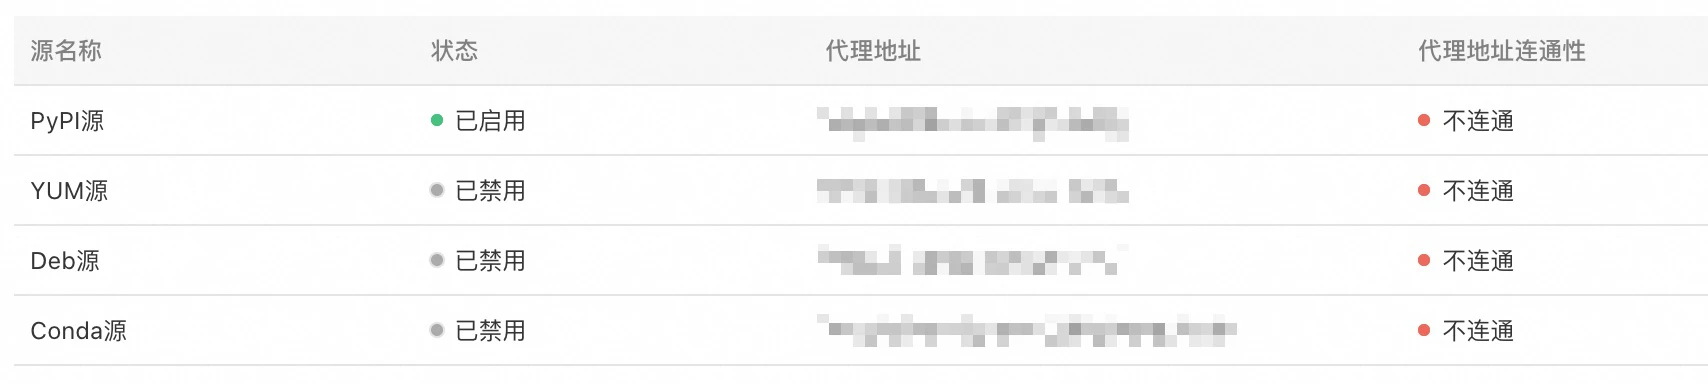 源名称 状态 代理地址 代理地址连通性
PyPI源 已启用 不连通
YUM源 已禁用 不连通
Deb源 已禁用 不连通
Conda源 已禁用 不连通